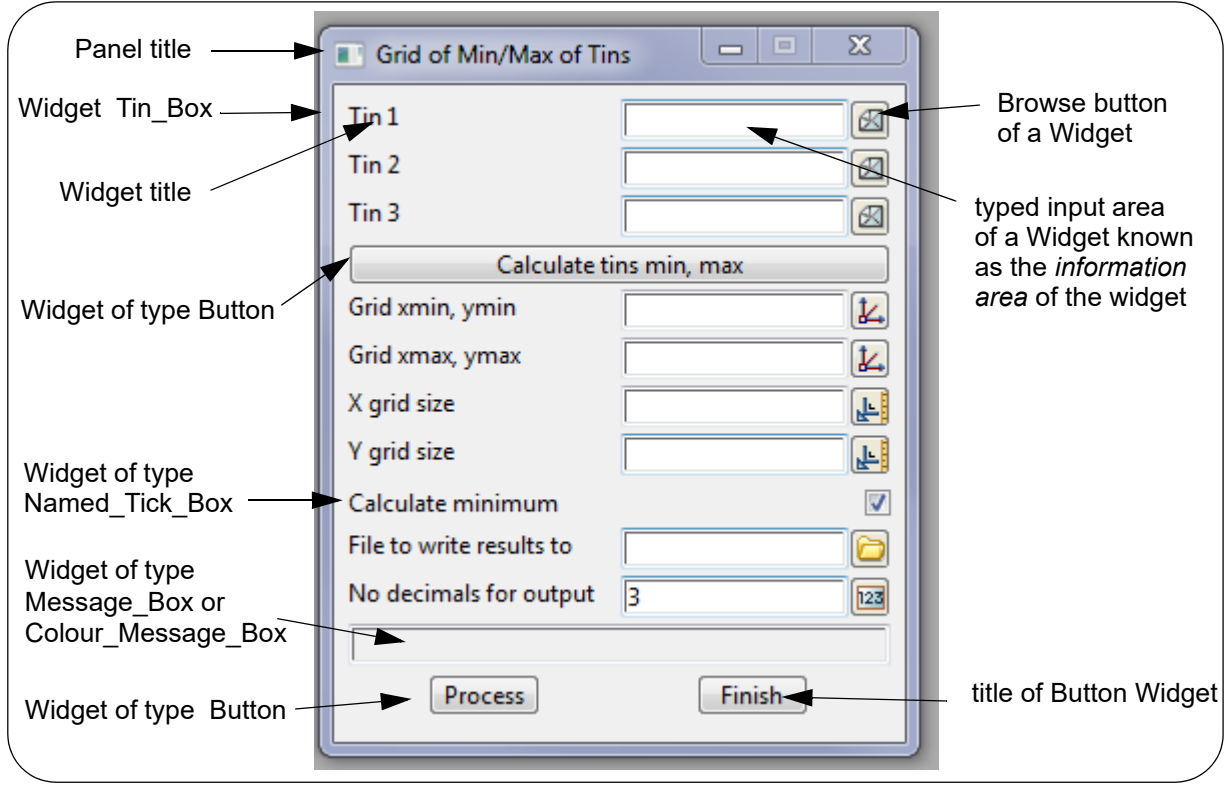 Panel title
Grid of Min/Max of Tins
Widget  Tin_Box
Tin 1
Browse button
of a Widget
Widget title
Tin 2
Tin 3
typed input area
of a Widget known
as the information
area of the widget
Calculate tins min, max
Widget of type Button
Grid xmin, ymin
Grid xmax, ymax
X grid size
Y grid size
Widget of type
Named_Tick_Box
Calculate minimum
File to write results to
Widget of type
Message_Box or
Colour_Message_Box
No decimals for output
3
123
Widget of type  Button
Process
Finish
title of Button Widget